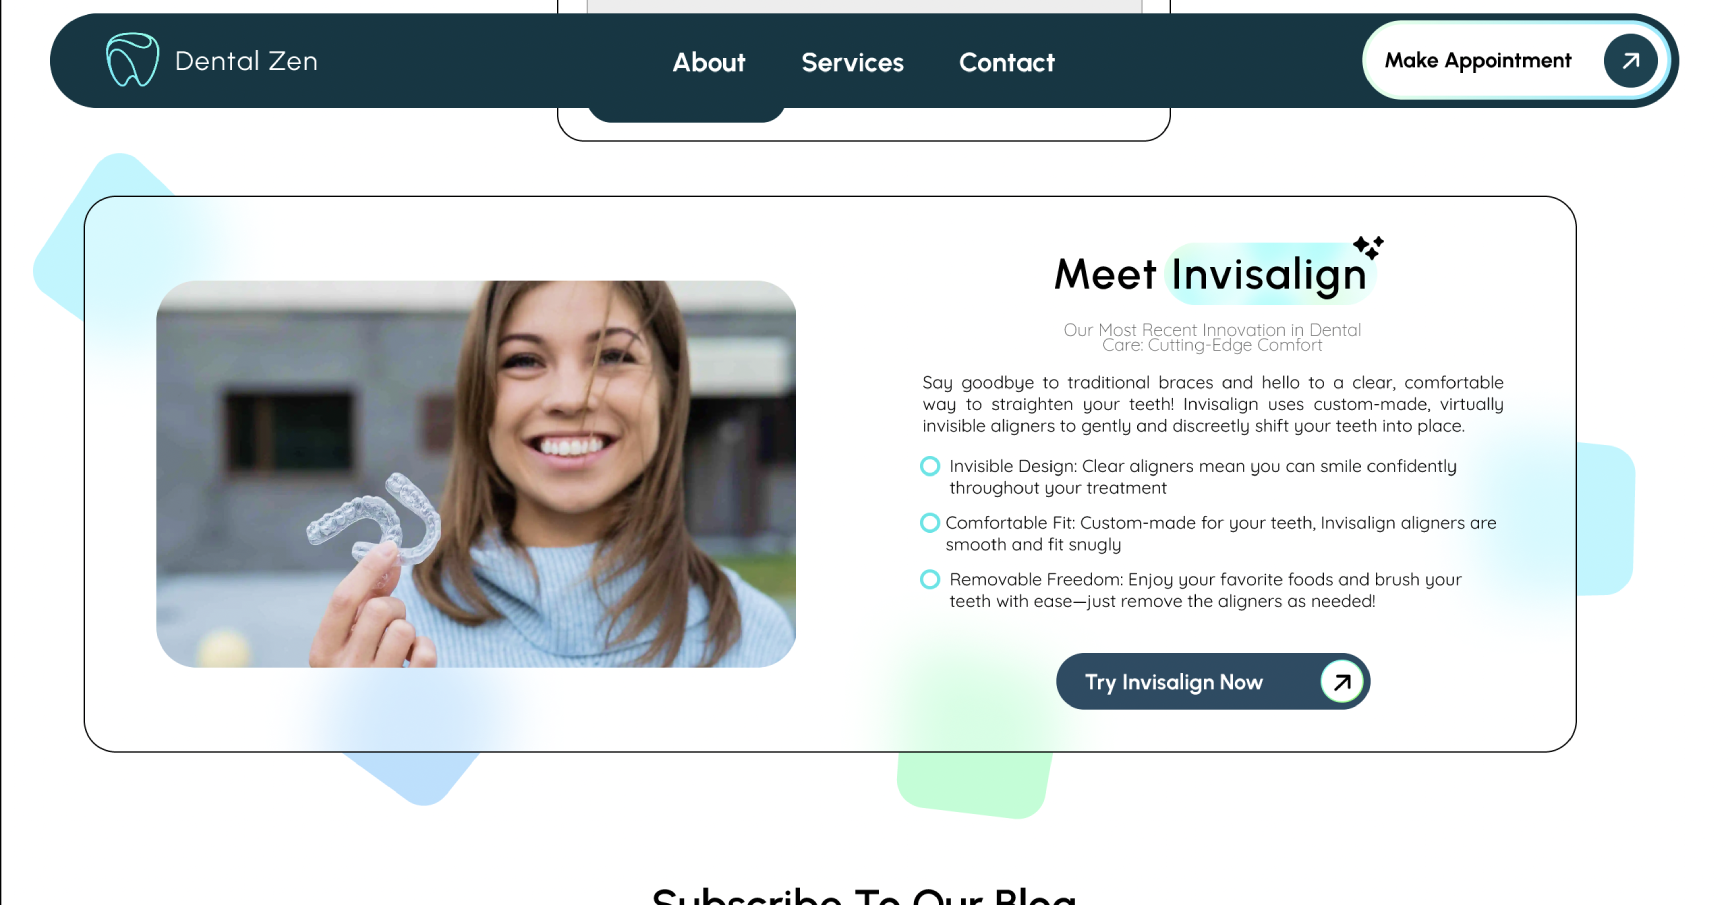 Dental Zen
About
Services
Contact
Make Appointment
Meet Invisalign
Our Most Recent Innovation in Dental
Care: Cutting-Edge Comfort
Say goodbye to traditional braces and hello to a clear, comfortable
way to straighten your teeth! Invisalign uses custom-made, virtually
invisible aligners to gently and discreetly shift your teeth into place.
Invisible Design: Clear aligners mean you can smile confidently
throughout your treatment
Comfortable Fit: Custom-made for your teeth, Invisalign aligners are
smooth and fit snugly
Removable Freedom: Enjoy your favorite foods and brush your
teeth with ease—just remove the aligners as needed!
Try Invisalign Now
Subscribe To Our Blog